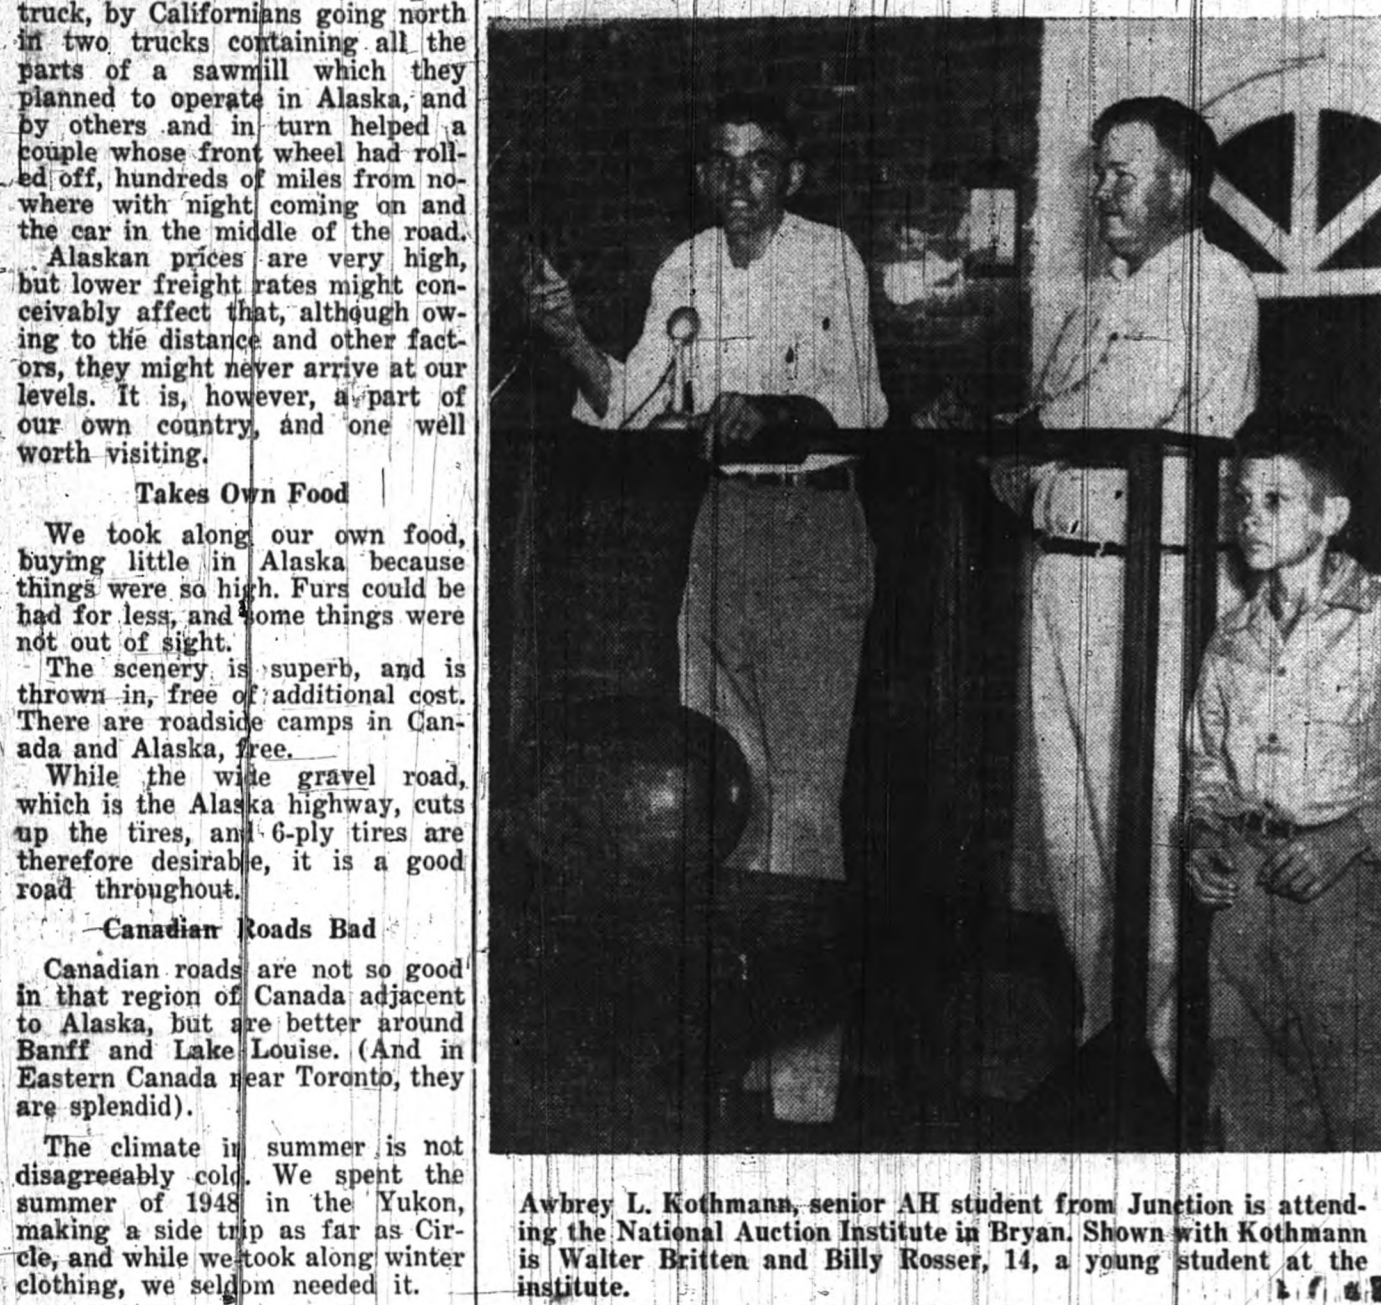 truck, by Californians going north
in two trucks containing all the
parts of a sawmill which they
planned to operate in Alaska, and
by others and in turn helped a
couple whose front wheel had roll-
ed off, hundreds of miles from no-
where with night coming on and
the car in the middle of the road.
Alaskan prices are very high,
but lower freight rates might con-
ceivably affect that, although ow-
ing to the distance and other fact-
ors, they might never arrive at our
levels. It is, however, a part of
our own country, and one well
worth visiting.
Takes Own Food
We took along our own food,
buying little in Alaska because
things were so high. Furs could be
had for less, and some things were
not out of sight.
The scenery is superb, and is
thrown in, free of additional cost.
There are roadside camps in Can-
ada and Alaska, free.
While the wide gravel road,
which is the Alaska highway, cuts
up the tires, and 6-ply tires are
therefore desirable, it is a good
road throughout.
Canadian Roads Bad
Canadian roads are not so good
in that region of Canada adjacent
to Alaska, but are better around
Banff and Lake Louise. (And in
Eastern Canada near Toronto, they
are splendid).
The climate in summer is not
disagreeably cold. We spent the
summer of 1948 in the Yukon,
making a side trip as far as Cir-
cle, and while we took along winter
clothing, we seldom needed it.
Awbrey L. Kothmann, senior AH student from Junction is attend-
ing the National Auction Institute in Bryan. Shown with Kothmann
is Walter Britten and Billy Rosser, 14, a young student at the
institute.